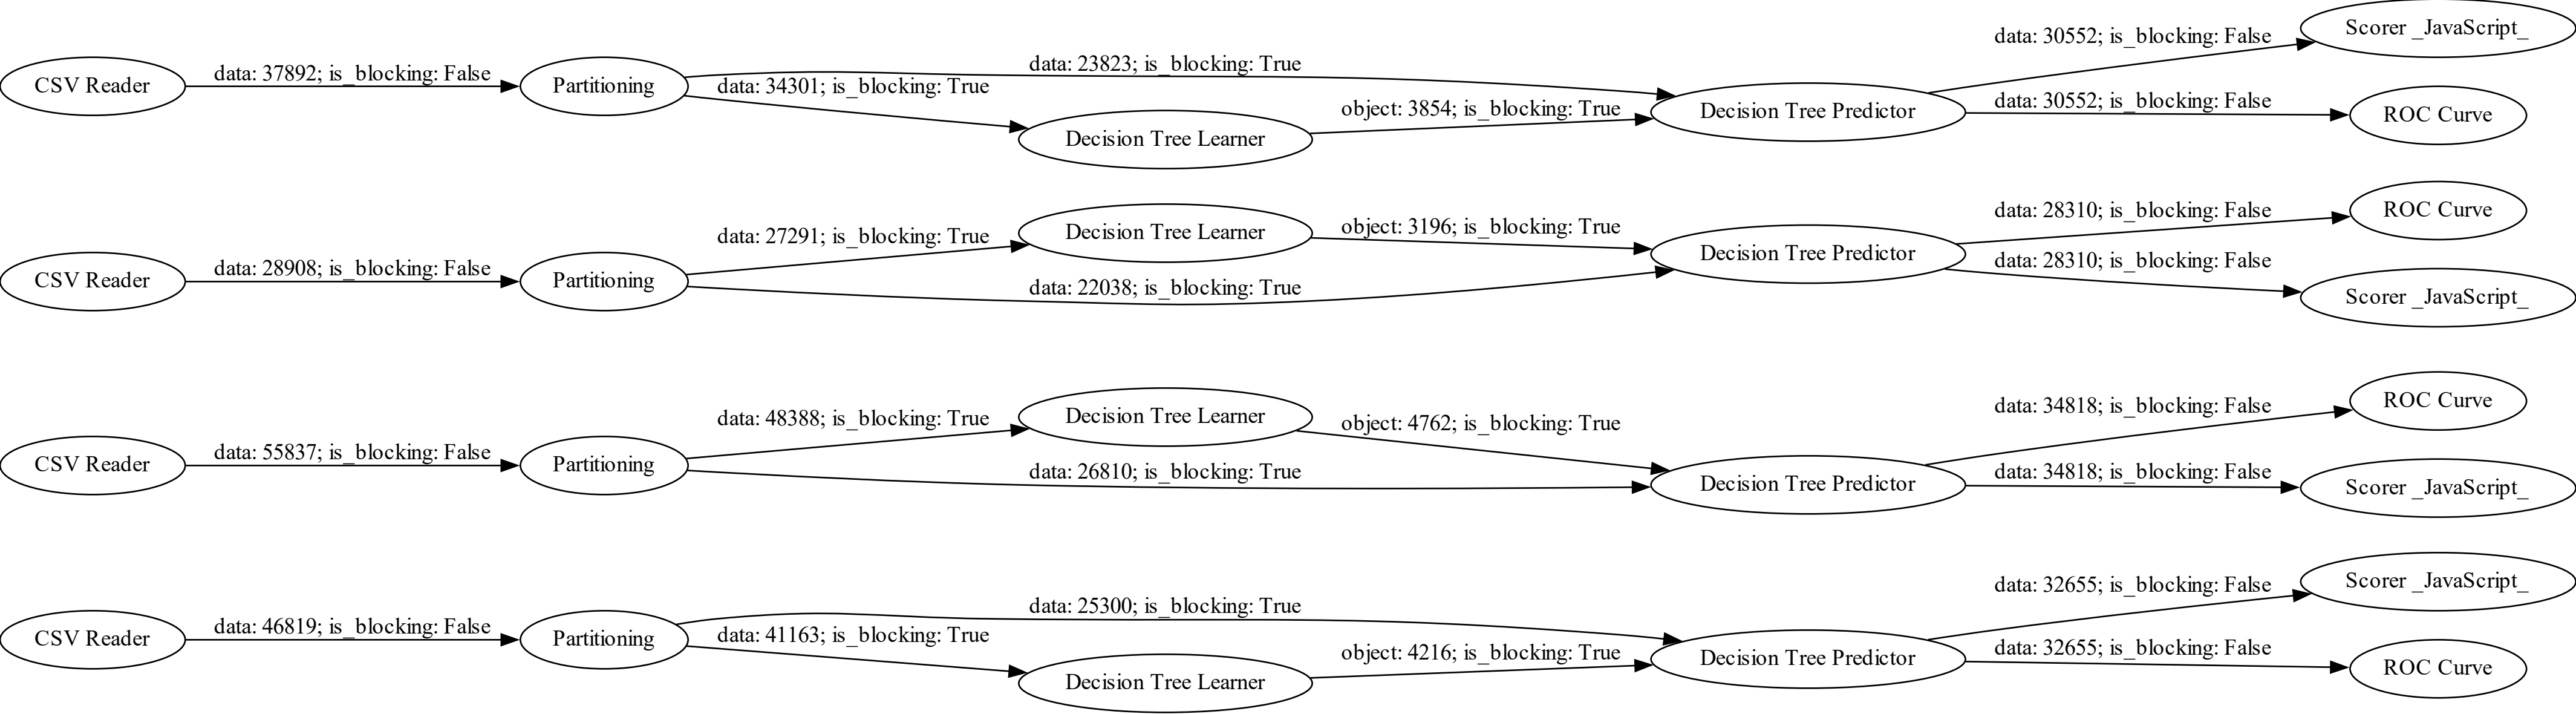 data: 30552; is_blocking: False
Scorer _JavaScript_
data: 23823; is_blocking: True
CSV Reader
data: 37892; is_blocking: False
Partitioning
data: 34301; is_blocking: True
object: 3854; is_blocking: True
Decision Tree Predictor
data: 30552; is_blocking: False
ROC Curve
Decision Tree Learner
data: 28310; is_blocking: False
ROC Curve
data: 27291; is_blocking: True
Decision Tree Learner
object: 3196; is_blocking: True
Decision Tree Predictor
data: 28310; is_blocking: False
CSV Reader
data: 28908; is_blocking: False
Partitioning
data: 22038; is_blocking: True
Scorer _JavaScript_
data: 34818; is_blocking: False
ROC Curve
data: 48388; is_blocking: True
Decision Tree Learner
object: 4762; is_blocking: True
CSV Reader
data: 55837; is_blocking: False
Partitioning
data: 26810; is_blocking: True
Decision Tree Predictor
data: 34818; is_blocking: False
Scorer _JavaScript_
data: 32655; is_blocking: False
Scorer _JavaScript_
data: 25300; is_blocking: True
CSV Reader
data: 46819; is_blocking: False
Partitioning
data: 41163; is_blocking: True
object: 4216; is_blocking: True
Decision Tree Predictor
data: 32655; is_blocking: False
ROC Curve
Decision Tree Learner